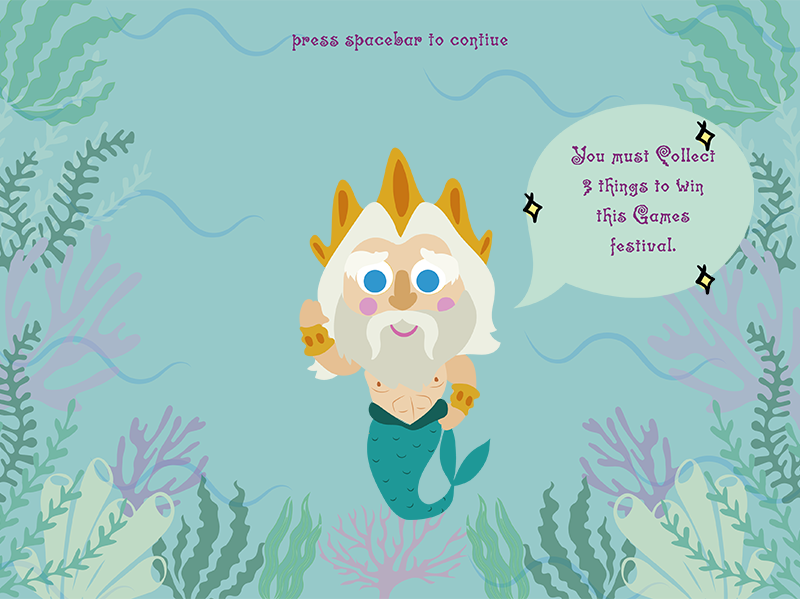 press spacebar to contiue
You must Collect
3 things to win
this Games
festival.